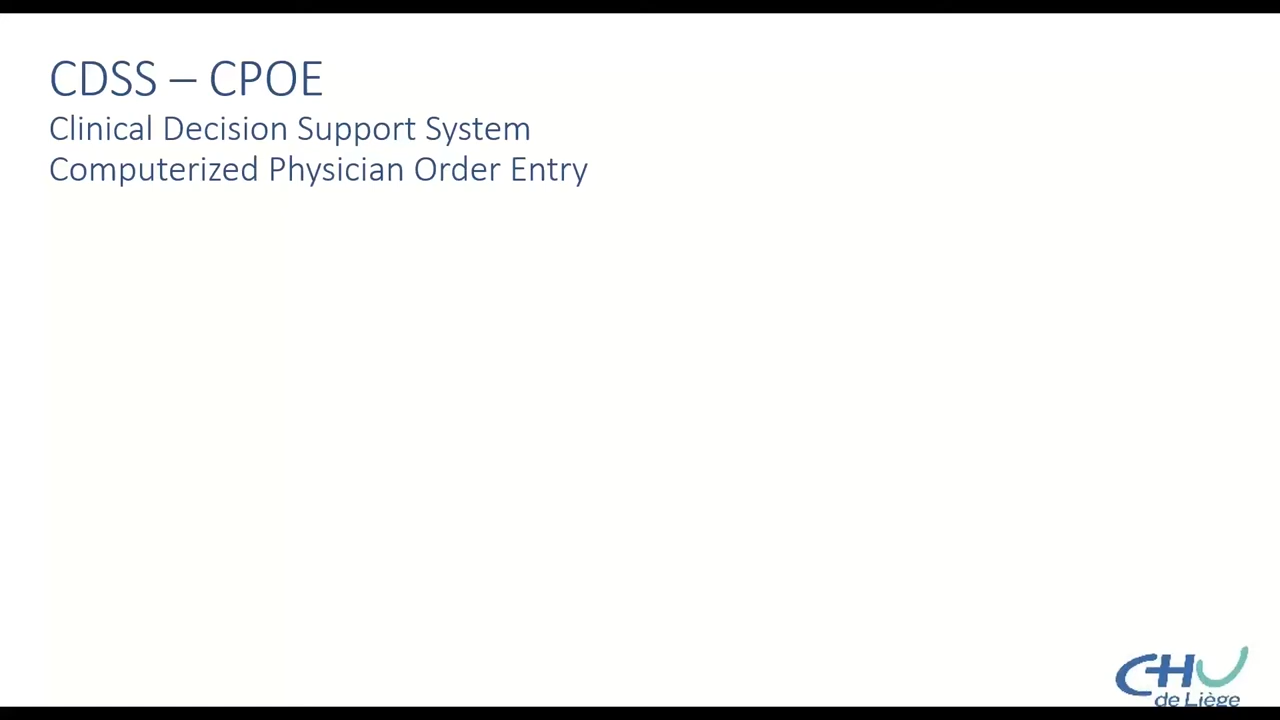 CDSS – CPOE
Clinical Decision Support System
Computerized Physician Order Entry
CHU
de Liège